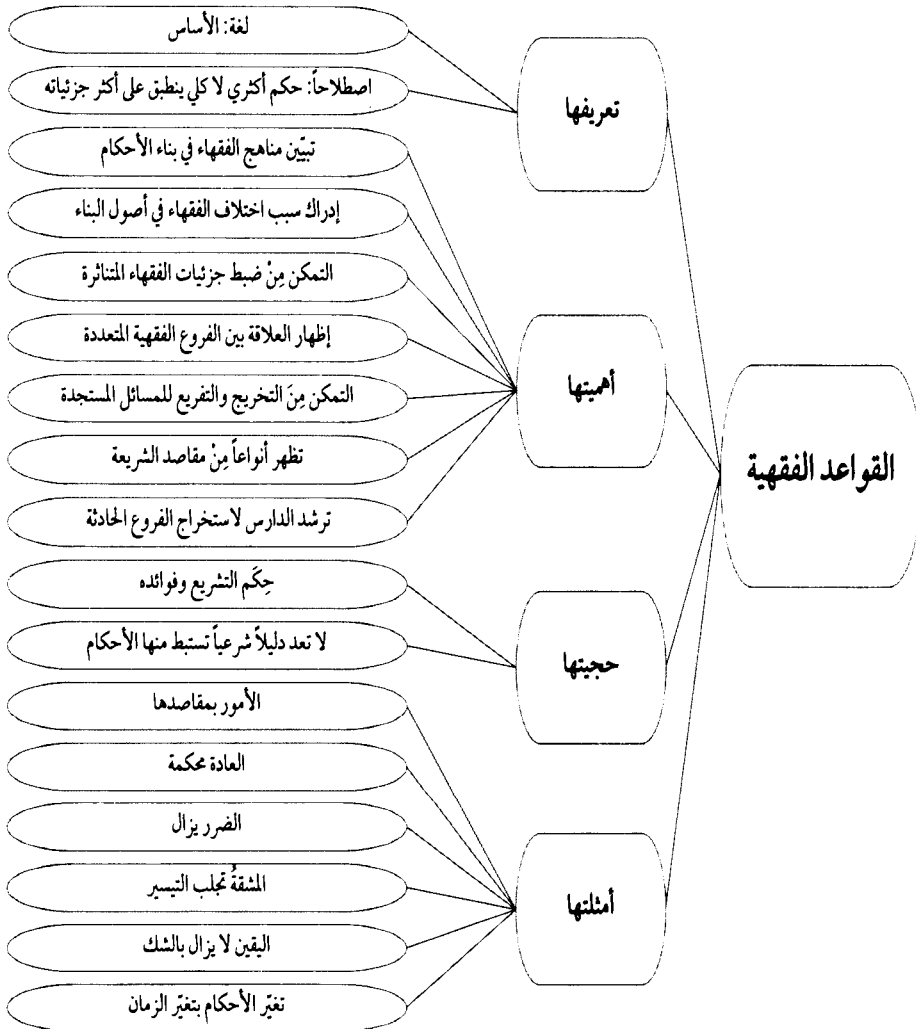 القواعد الفقهية
تعريفها
لغة: الأساس
اصطلاحاً: حكم أكثري لا كلي ينطبق على أكثر جزئياته
أهميتها
تبيّين مناهج الفقهاء في بناء الأحكام
إدراك سبب اختلاف الفقهاء في أصول البناء
التمكن مِنْ ضبط جزئيات الفقهاء المتناثرة
إظهار العلاقة بين الفروع الفقهية المتعددة
التمكن مِنَ التخريج والتفريع للمسائل المستجدة
تظهر أنواعاً مِنْ مقاصد الشريعة
ترشد الدارس لاستخراج الفروع الحادثة
حجيتها
حِكَم التشريع وفوائده
لا تعد دليلاً شرعياً تستبط منها الأحكام
أمثلتها
الأمور بمقاصدها
العادة محكمة
الضرر يزال
المشقةُ تجلب التيسير
اليقين لا يزال بالشك
تغيّر الأحكام بتغيّر الزمان